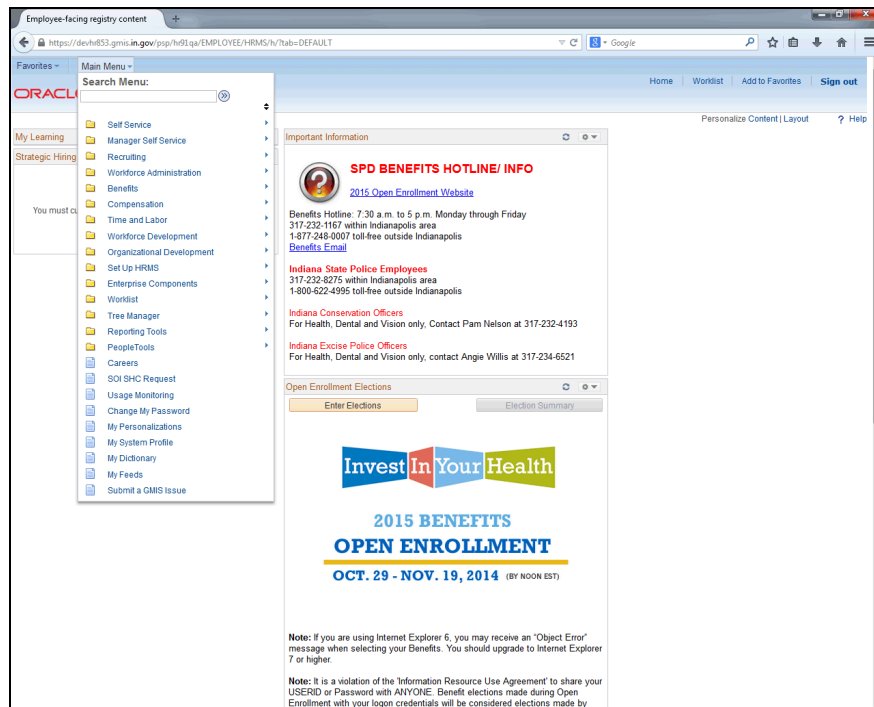 Employee-facing registry content
https://devhr853.gmis.in.gov/psp/hr91qa/EMPLOYEE/HRMS/h/?tab=DEFAULT
Google
Favorites
Main Menu
Search Menu:
ORACL
Home
Worklist
Add to Favorites
Sign out
Personalize Content | Layout
? Help
Self Service
Manager Self Service
Recruiting
Workforce Administration
Benefits
Compensation
Time and Labor
Workforce Development
Organizational Development
Set Up HRMS
Enterprise Components
Worklist
Tree Manager
Reporting Tools
PeopleTools
Careers
SOI SHC Request
Usage Monitoring
Change My Password
My Personalizations
My System Profile
My Dictionary
My Feeds
Submit a GMIS Issue
My Learning
Strategic Hiring
You must cu
Important Information
SPD BENEFITS HOTLINE/ INFO
2015 Open Enrollment Website
Benefits Hotline: 7:30 a.m. to 5 p.m. Monday through Friday
317-232-1167 within Indianapolis area
1-877-248-0007 toll-free outside Indianapolis
Benefits Email
Indiana State Police Employees
317-232-8275 within Indianapolis area
1-800-622-4995 toll-free outside Indianapolis
Indiana Conservation Officers
For Health, Dental and Vision only, Contact Pam Nelson at 317-232-4193
Indiana Excise Police Officers
For Health, Dental and Vision only, contact Angie Willis at 317-234-6521
Open Enrollment Elections
Enter Elections
Election Summary
Invest In Your Health
2015 BENEFITS
OPEN ENROLLMENT
OCT. 29 - NOV. 19, 2014 (BY NOON EST)
Note: If you are using Internet Explorer 6, you may receive an "Object Error"
message when selecting your Benefits. You should upgrade to Internet Explorer
7 or higher.
Note: It is a violation of the 'Information Resource Use Agreement' to share your
USERID or Password with ANYONE. Benefit elections made during Open
Enrollment with your logon credentials will be considered elections made by